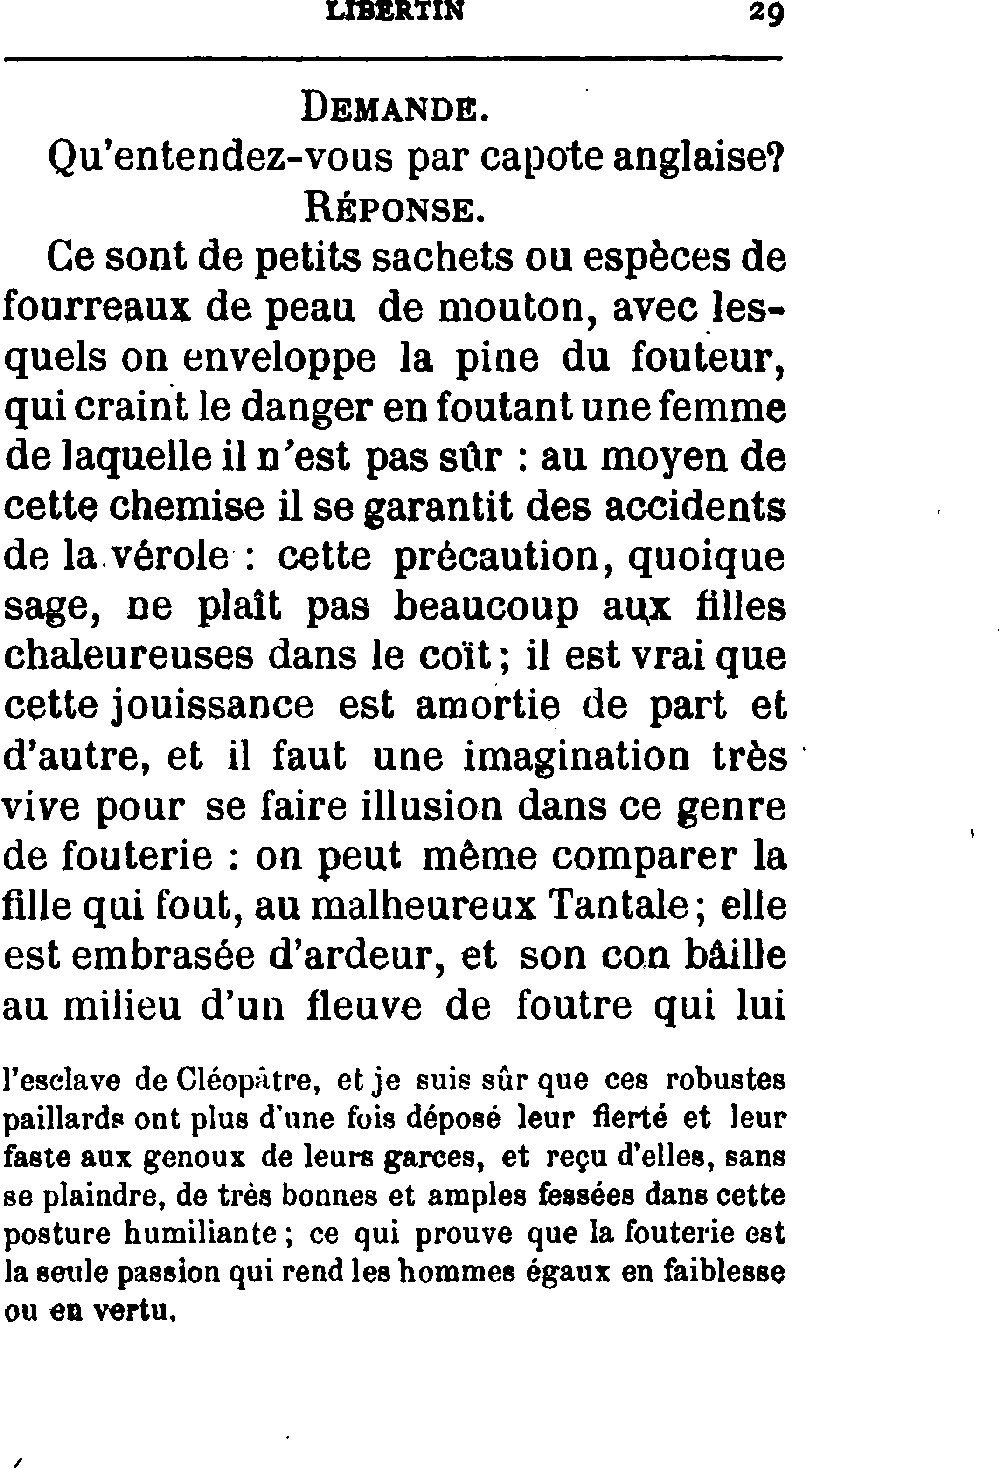 LIBERTIN 29
DEMANDE.
Qu'entendez-vous par capote anglaise?
RÉPONSE.
Ce sont de petits sachets ou espèces de
fourreaux de peau de mouton, avec les-
quels on enveloppe la pine du fouteur,
qui craint le danger en foutant une femme
de laquelle il n'est pas sûr : au moyen de
cette chemise il se garantit des accidents
de la vérole : cette précaution, quoique
sage, ne plaît pas beaucoup aux filles
chaleureuses dans le coït ; il est vrai que
cette jouissance est amortie de part et
d'autre, et il faut une imagination très
vive pour se faire illusion dans ce genre
de fouterie : on peut même comparer la
fille qui fout, au malheureux Tantale ; elle
est embrasée d'ardeur, et son con bâille
au milieu d'un fleuve de foutre qui lui
l'esclave de Cléopâtre, et je suis sûr que ces robustes
paillards ont plus d'une fois déposé leur fierté et leur
faste aux genoux de leurs garces, et reçu d'elles, sans
se plaindre, de très bonnes et amples fessées dans cette
posture humiliante ; ce qui prouve que la fouterie est
la seule passion qui rend les hommes égaux en faiblesse
ou en vertu.